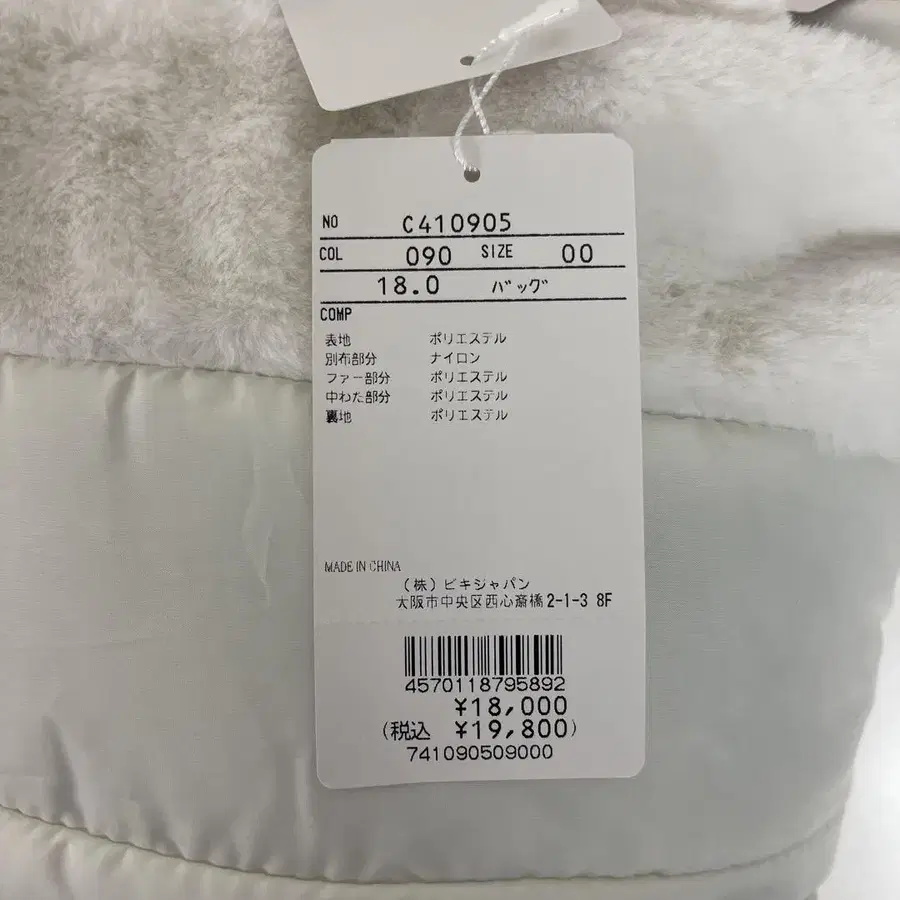 NO C410905
COL 090 SIZE 00
18.0 バッグ
COMP
表地 ポリエステル
別布部分 ナイロン
ファー部分 ポリエステル
中わた部分 ポリエステル
裏地 ポリエステル
MADE IN CHINA
(株)ビキジャパン
大阪市中央区西心斎橋2-1-3 8F
4570118795892
¥18,000
(税込 ¥19,800)
741090509000